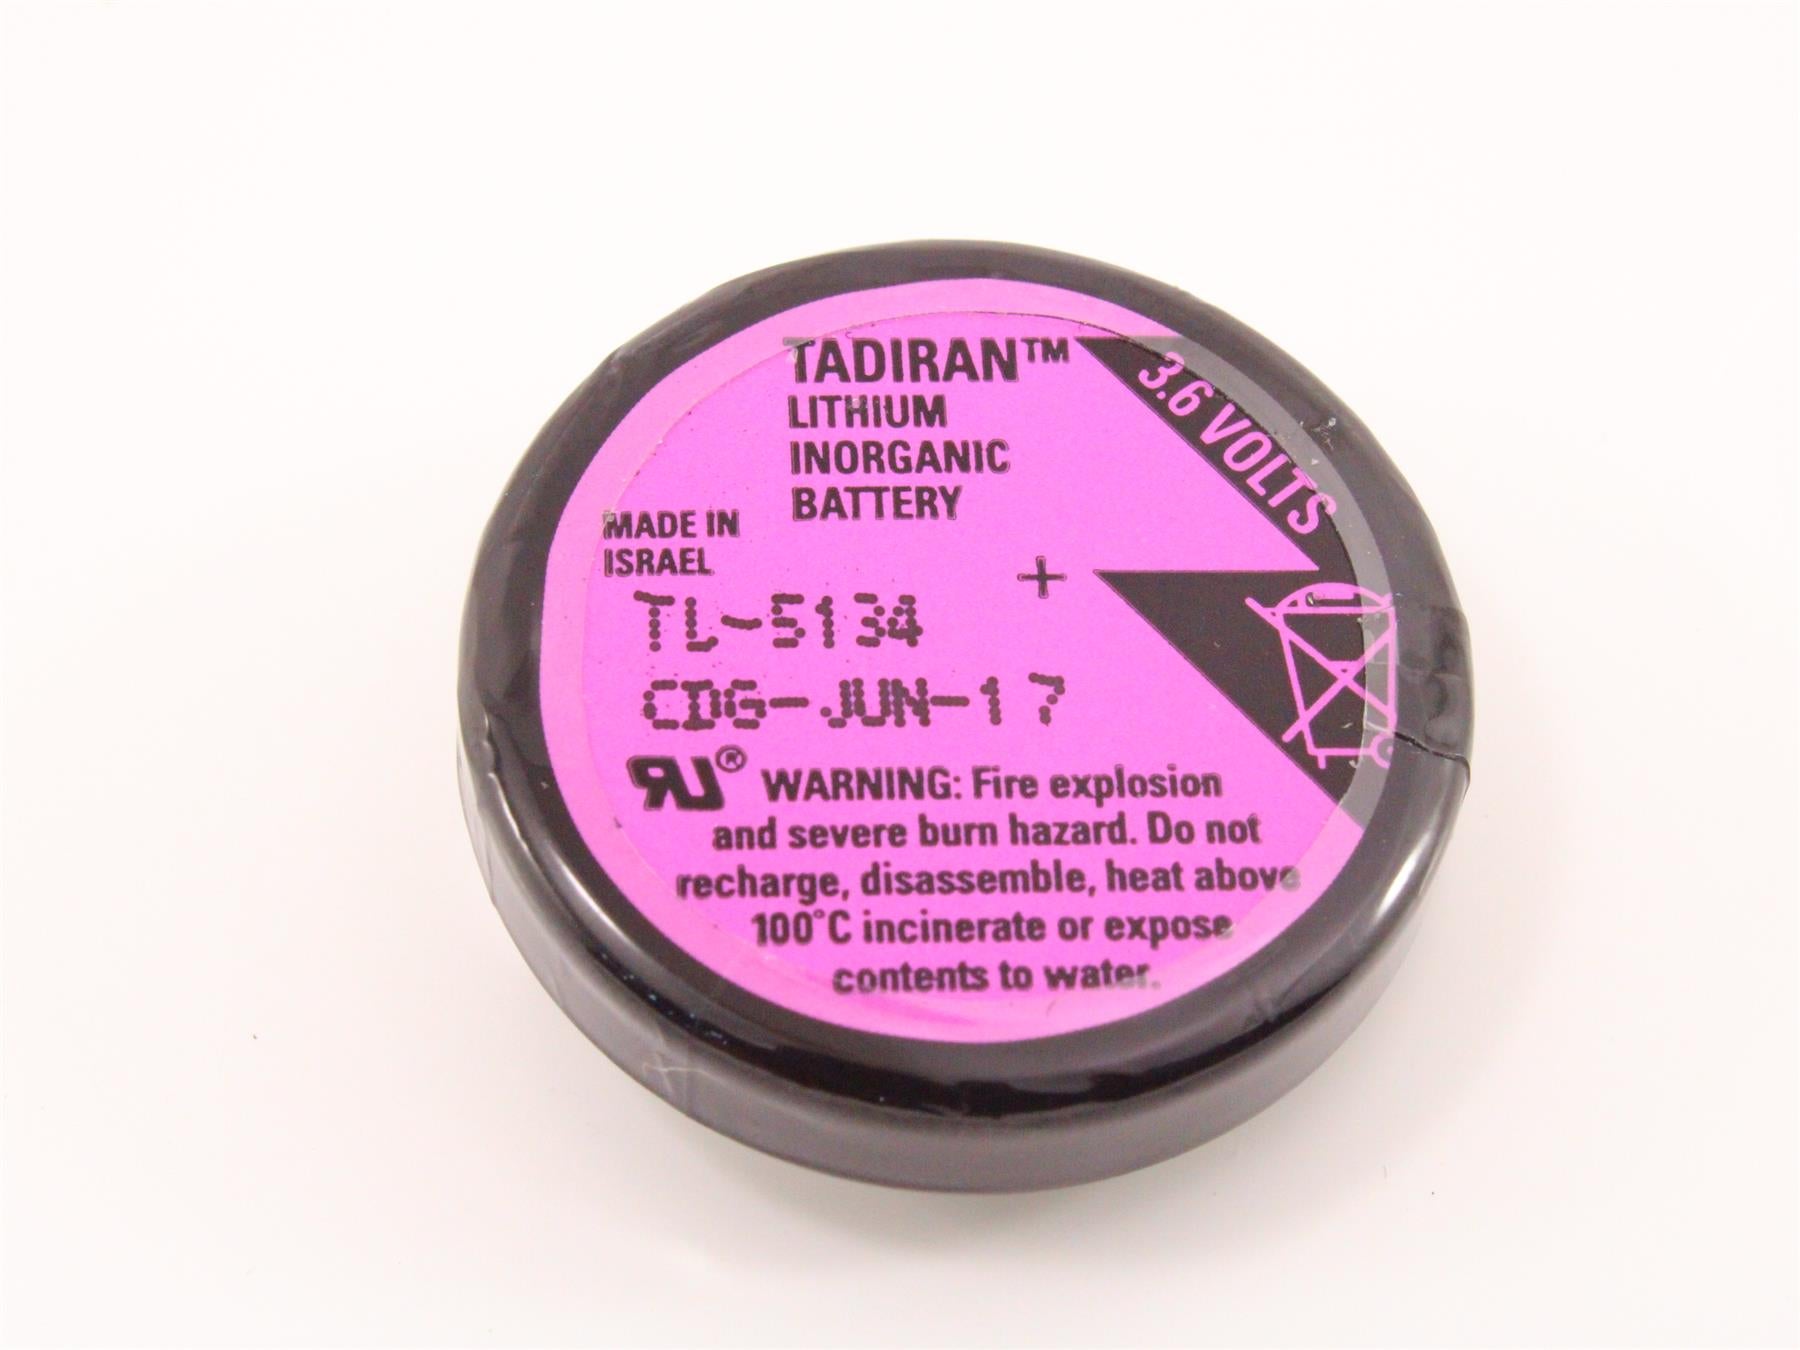 TADIRAN™
LITHIUM
INORGANIC
BATTERY
3.6 VOLTS
MADE IN
ISRAEL
+
TL-5134
CDG-JUN-17
RU® WARNING: Fire explosion
and severe burn hazard. Do not
recharge, disassemble, heat above
100°C incinerate or expose
contents to water.